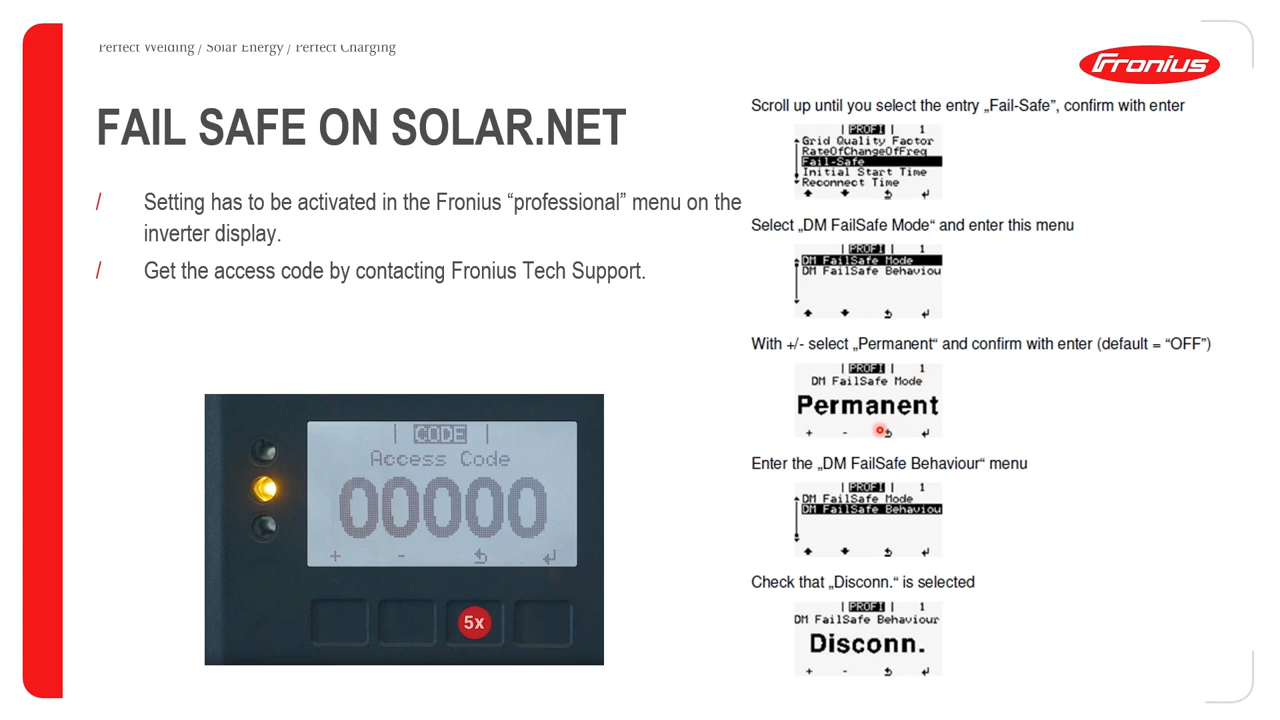 Perfect Welding / Solar Energy / Perfect Charging
Fronius
FAIL SAFE ON SOLAR.NET
/ Setting has to be activated in the Fronius “professional” menu on the
inverter display.
/ Get the access code by contacting Fronius Tech Support.
| CODE |
Access Code
00000
+ -
5x
Scroll up until you select the entry „Fail-Safe”, confirm with enter
| PROFI | 1
Grid Quality Factor
RateOfChangeOfFreq
Fail-Safe
Initial Start Time
Reconnect Time
Select „DM FailSafe Mode“ and enter this menu
| PROFI | 1
DM FailSafe Mode
DM FailSafe Behaviou
With +/- select „Permanent“ and confirm with enter (default = “OFF”)
| PROFI | 1
DM FailSafe Mode
Permanent
+ -
Enter the „DM FailSafe Behaviour“ menu
| PROFI | 1
DM FailSafe Mode
DM FailSafe Behaviou
Check that „Disconn.“ is selected
| PROFI | 1
DM FailSafe Behaviour
Disconn.
+ -